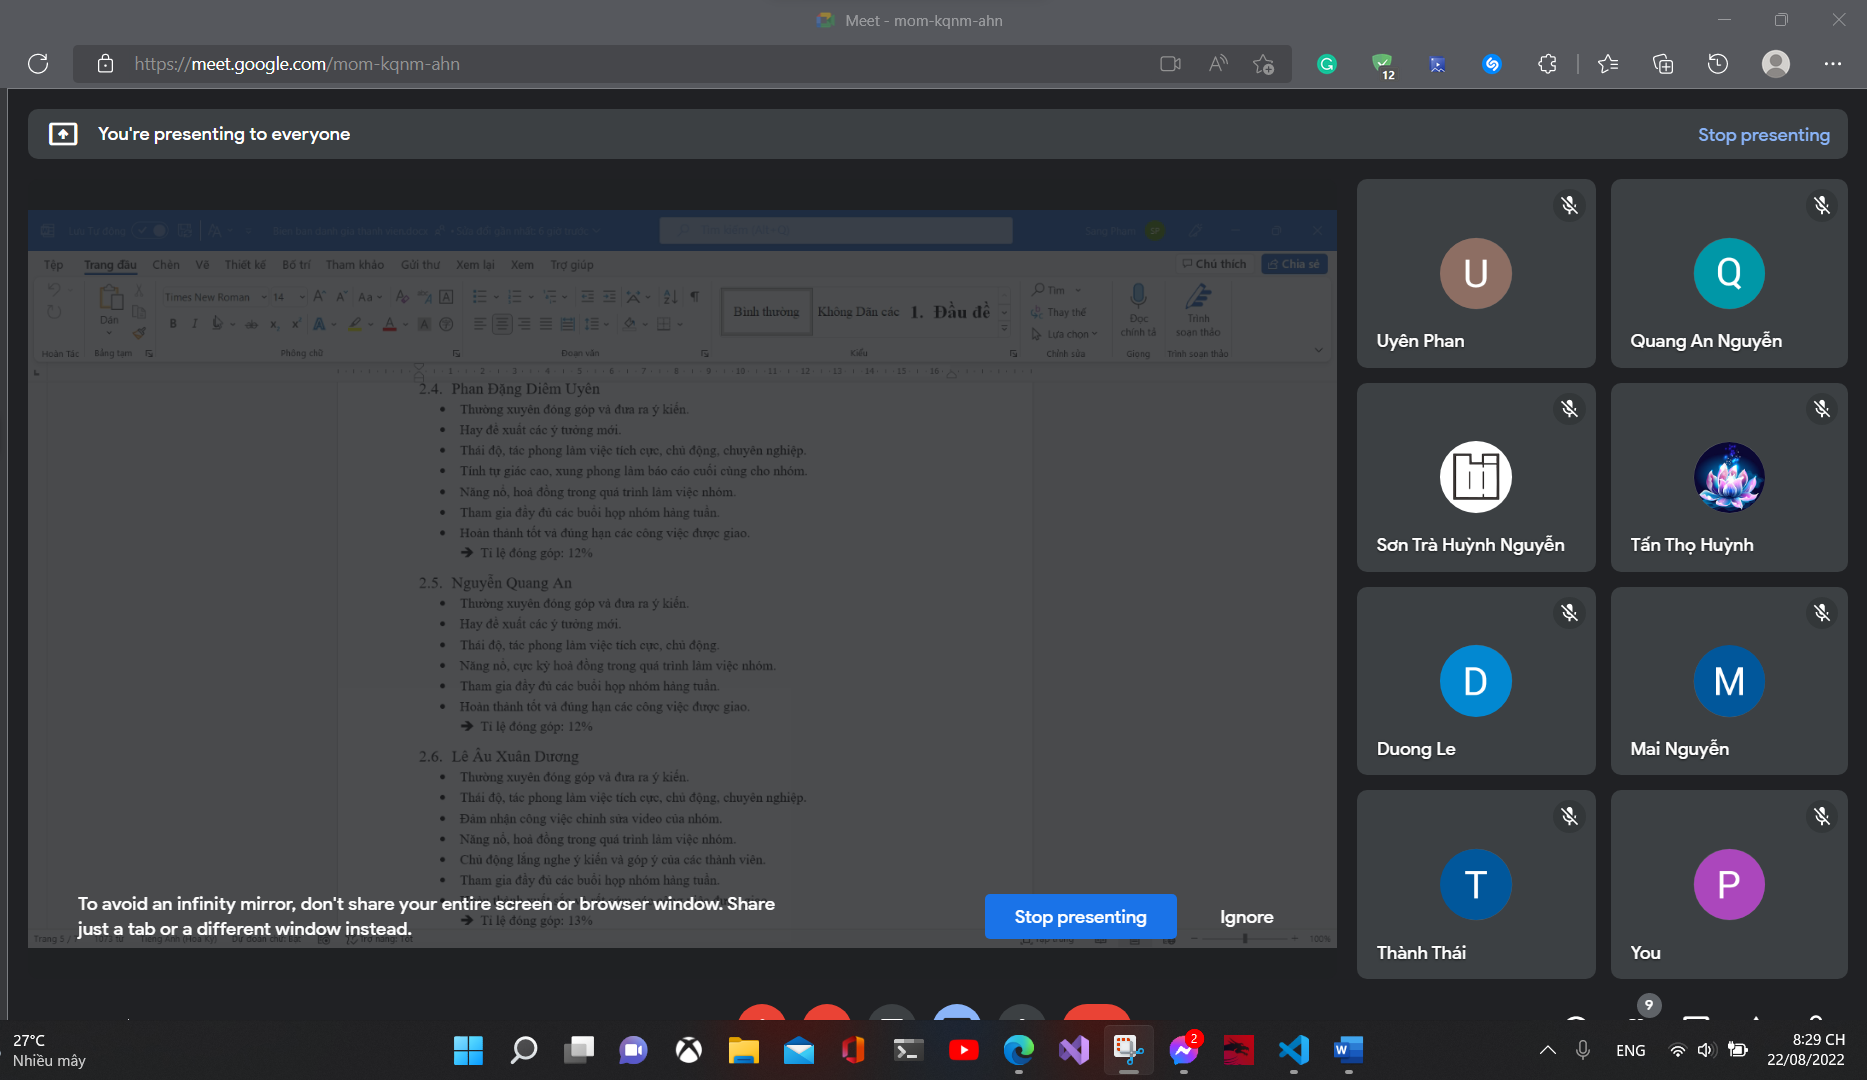 Meet - mom-kqnm-ahn
https://meet.google.com/mom-kqnm-ahn
12
You're presenting to everyone
Stop presenting
Tệp Trang đầu Chèn Vẽ Thiết kế Bố trí Tham khảo Gửi thư Xem lại Xem Trợ giúp
Chú thích Chia sẻ
Times New Roman 14
Dán
Bình thường Không Dãn các 1. Đầu đề
Tìm
Thay thế
Lựa chọn
Đọc chính tả
Trình soạn thảo
Hoàn Tác Bảng tạm Phông chữ Đoạn văn Kiểu Chỉnh sửa Giọng Trình soạn thảo
1 2 3 4 5 6 7 8 9 10 11 12 13 14 15 16
2.4. Phan Đặng Diễm Uyên
• Thường xuyên đóng góp và đưa ra ý kiến.
• Hay đề xuất các ý tưởng mới.
• Thái độ, tác phong làm việc tích cực, chủ động, chuyên nghiệp.
• Tính tự giác cao, xung phong làm báo cáo cuối cùng cho nhóm.
• Năng nổ, hoà đồng trong quá trình làm việc nhóm.
• Tham gia đầy đủ các buổi họp nhóm hàng tuần.
• Hoàn thành tốt và đúng hạn các công việc được giao.
➔ Tỉ lệ đóng góp: 12%
2.5. Nguyễn Quang An
• Thường xuyên đóng góp và đưa ra ý kiến.
• Hay đề xuất các ý tưởng mới.
• Thái độ, tác phong làm việc tích cực, chủ động.
• Năng nổ, cực kỳ hoà đồng trong quá trình làm việc nhóm.
• Tham gia đầy đủ các buổi họp nhóm hàng tuần.
• Hoàn thành tốt và đúng hạn các công việc được giao.
➔ Tỉ lệ đóng góp: 12%
2.6. Lê Âu Xuân Dương
• Thường xuyên đóng góp và đưa ra ý kiến.
• Thái độ, tác phong làm việc tích cực, chủ động, chuyên nghiệp.
• Đảm nhận công việc chỉnh sửa video của nhóm.
• Năng nổ, hoà đồng trong quá trình làm việc nhóm.
• Chủ động lắng nghe ý kiến và góp ý của các thành viên.
• Tham gia đầy đủ các buổi họp nhóm hàng tuần.
➔ Tỉ lệ đóng góp: 13%
To avoid an infinity mirror, don't share your entire screen or browser window. Share
just a tab or a different window instead.
Stop presenting
Ignore
100%
U
Uyên Phan
Q
Quang An Nguyễn
Sơn Trà Huỳnh Nguyễn
Tấn Thọ Huỳnh
D
Duong Le
M
Mai Nguyễn
T
Thành Thái
P
You
9
27°C
Nhiều mây
2
ENG
8:29 CH
22/08/2022